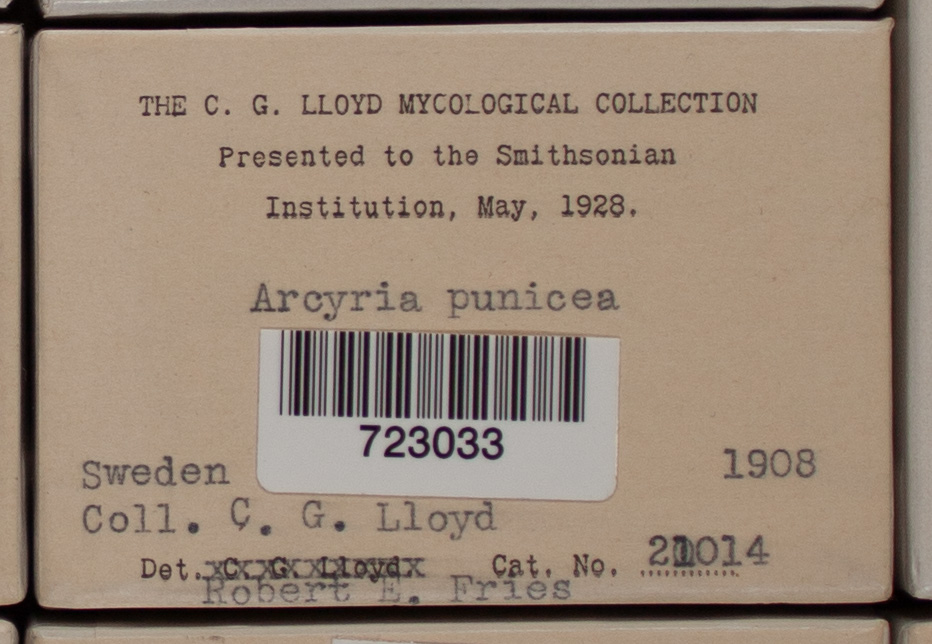 THE C. G. LLOYD MYCOLOGICAL COLLECTION
Presented to the Smithsonian
Institution, May, 1928.
Arcyria punicea
723033
Sweden 1908
Coll. C. G. Lloyd
Det. C. G. Lloyd Cat. No.
Robert E. Fries